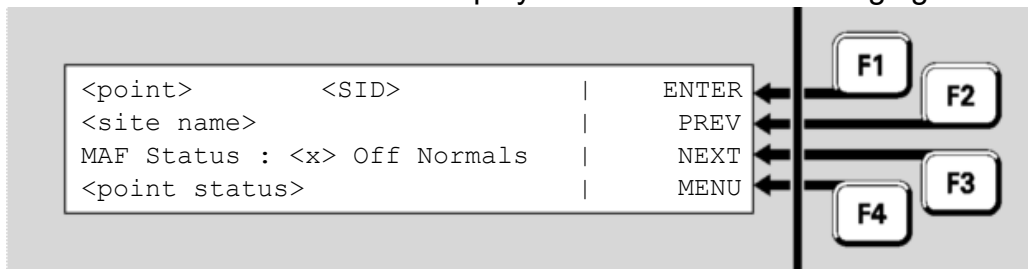 <point> <SID> | ENTER
<site name> | PREV
MAF Status : <x> Off Normals | NEXT
<point status> | MENU
F1
F2
F3
F4